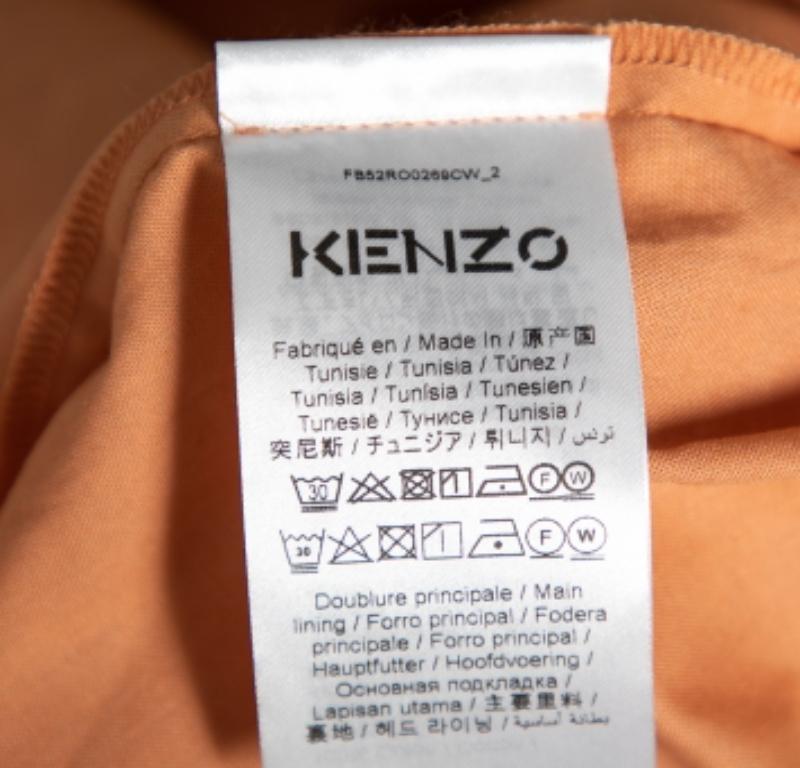 FB52RO0269CW_2
KENZO
Fabriqué en / Made In / 原产国
Tunisie / Tunisia / Túnez /
Tunisia / Tunísia / Tunesien /
Tunesië / Тунисе / Tunisia /
突尼斯 / チュニジア / 튀니지 / تونس
30 F W
30 F W
Doublure principale / Main
lining / Forro principal / Fodera
principale / Forro principal /
Hauptfutter / Hoofdvoering /
Основная подкладка /
Lapisan utama / 主要里料 /
裏地 / 헤드 라이닝 / بطانة أساسية